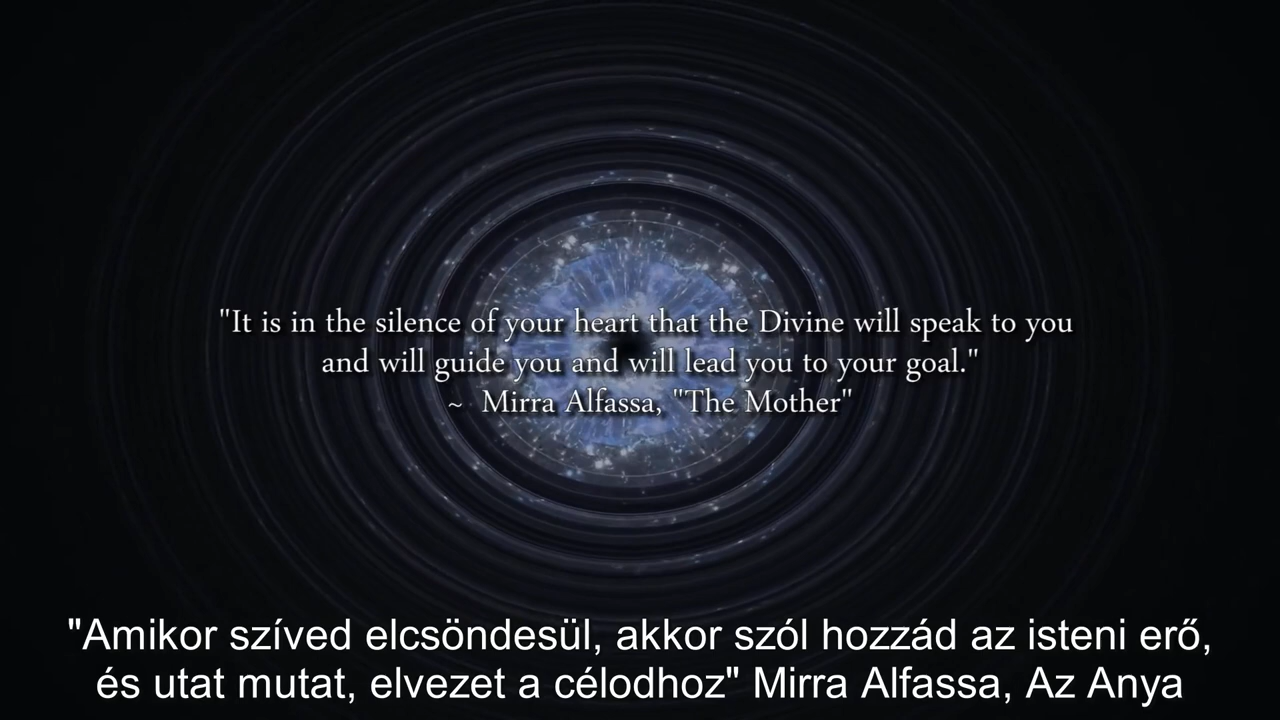 "It is in the silence of your heart that the Divine will speak to you
and will guide you and will lead you to your goal."
~ Mirra Alfassa, "The Mother"
"Amikor szíved elcsöndesül, akkor szól hozzád az isteni erő,
és utat mutat, elvezet a célodhoz" Mirra Alfassa, Az Anya